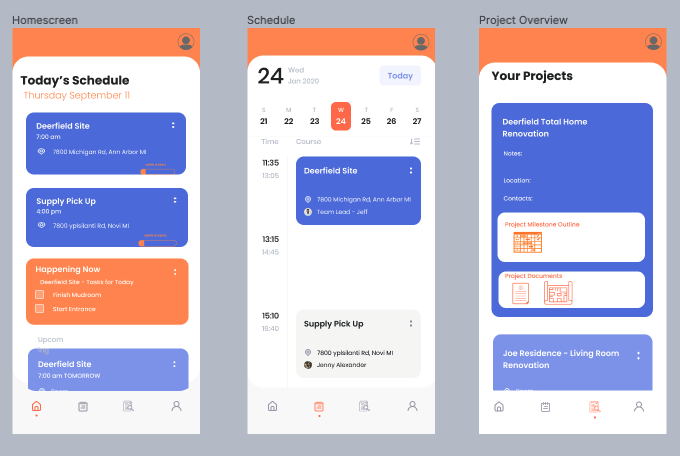 Homescreen
Today's Schedule
Thursday September 11
Deerfield Site
7:00 am
7800 Michigan Rd, Ann Arbor MI
Supply Pick Up
4:00 pm
7800 ypisilanti Rd, Novi MI
Happening Now
Deerfield Site - Tasks for Today
Finish Mudroom
Start Entrance
Upcom
ing
Deerfield Site
7:00 am TOMORROW
Schedule
24
Wed
Jan 2020
Today
S M T W T F S
21 22 23 24 25 26 27
Time Course
11:35
13:05
Deerfield Site
7800 Michigan Rd, Ann Arbor MI
Team Lead - Jeff
13:15
14:45
15:10
16:40
Supply Pick Up
7800 ypisilanti Rd, Novi MI
Jenny Alexander
Project Overview
Your Projects
Deerfield Total Home
Renovation
Notes:
Location:
Contacts:
Project Milestone Outline
Project Documents
Joe Residence - Living Room
Renovation